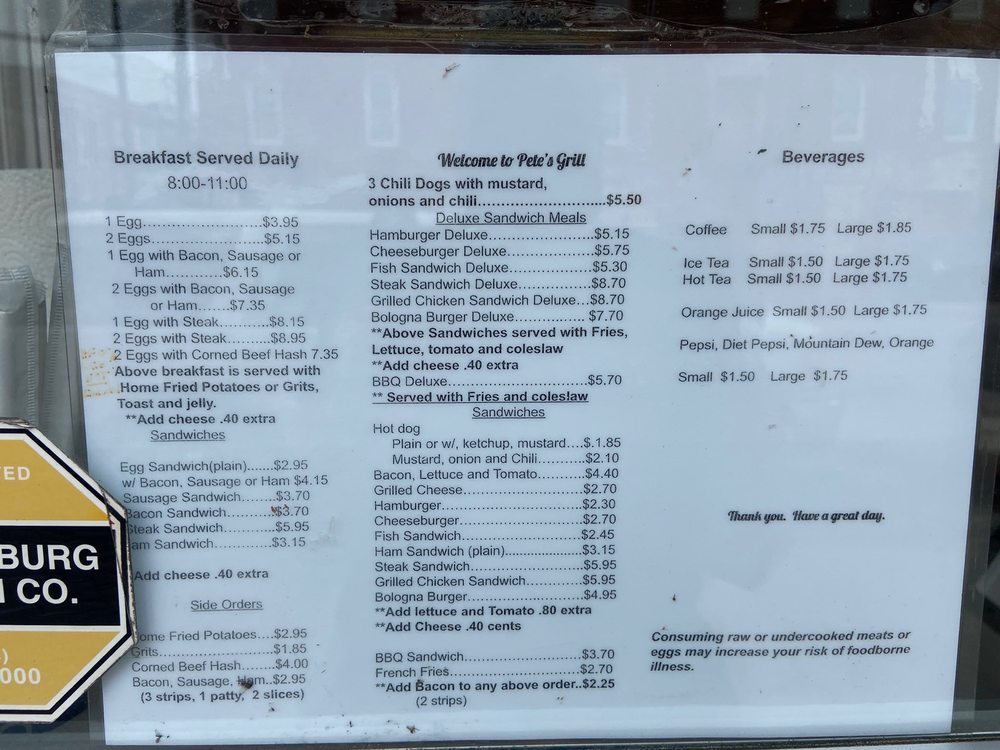 Breakfast Served Daily
8:00-11:00
1 Egg........................$3.95
2 Eggs.......................$5.15
1 Egg with Bacon, Sausage or
Ham............$6.15
2 Eggs with Bacon, Sausage
or Ham.......$7.35
1 Egg with Steak...........$8.15
2 Eggs with Steak.........$8.95
2 Eggs with Corned Beef Hash 7.35
Above breakfast is served with
Home Fried Potatoes or Grits,
Toast and jelly.
**Add cheese .40 extra
Sandwiches
Egg Sandwich(plain)......$2.95
w/ Bacon, Sausage or Ham $4.15
Sausage Sandwich........$3.70
Bacon Sandwich..........$3.70
Steak Sandwich............$5.95
am Sandwich.............$3.15
Add cheese .40 extra
Side Orders
ome Fried Potatoes....$2.95
Grits..........................$1.85
Corned Beef Hash........$4.00
Bacon, Sausage, Ham..$2.95
(3 strips, 1 patty, 2 slices)
Welcome to Pete's Grill
3 Chili Dogs with mustard,
onions and chili.............................$5.50
Deluxe Sandwich Meals
Hamburger Deluxe..........................$5.15
Cheeseburger Deluxe.....................$5.75
Fish Sandwich Deluxe....................$5.30
Steak Sandwich Deluxe..................$8.70
Grilled Chicken Sandwich Deluxe...$8.70
Bologna Burger Deluxe..................$7.70
**Above Sandwiches served with Fries,
Lettuce, tomato and coleslaw
**Add cheese .40 extra
BBQ Deluxe...................................$5.70
** Served with Fries and coleslaw
Sandwiches
Hot dog
Plain or w/, ketchup, mustard....$.1.85
Mustard, onion and Chili...........$2.10
Bacon, Lettuce and Tomato...........$4.40
Grilled Cheese...............................$2.70
Hamburger.....................................$2.30
Cheeseburger................................$2.70
Fish Sandwich...............................$2.45
Ham Sandwich (plain)....................$3.15
Steak Sandwich.............................$5.95
Grilled Chicken Sandwich..............$5.95
Bologna Burger..............................$4.95
**Add lettuce and Tomato .80 extra
**Add Cheese .40 cents
BBQ Sandwich...............................$3.70
French Fries...................................$2.70
**Add Bacon to any above order..$2.25
(2 strips)
Beverages
Coffee Small $1.75 Large $1.85
Ice Tea Small $1.50 Large $1.75
Hot Tea Small $1.50 Large $1.75
Orange Juice Small $1.50 Large $1.75
Pepsi, Diet Pepsi, Mountain Dew, Orange
Small $1.50 Large $1.75
Thank you. Have a great day.
Consuming raw or undercooked meats or
eggs may increase your risk of foodborne
illness.
TED
BURG
CO.
000